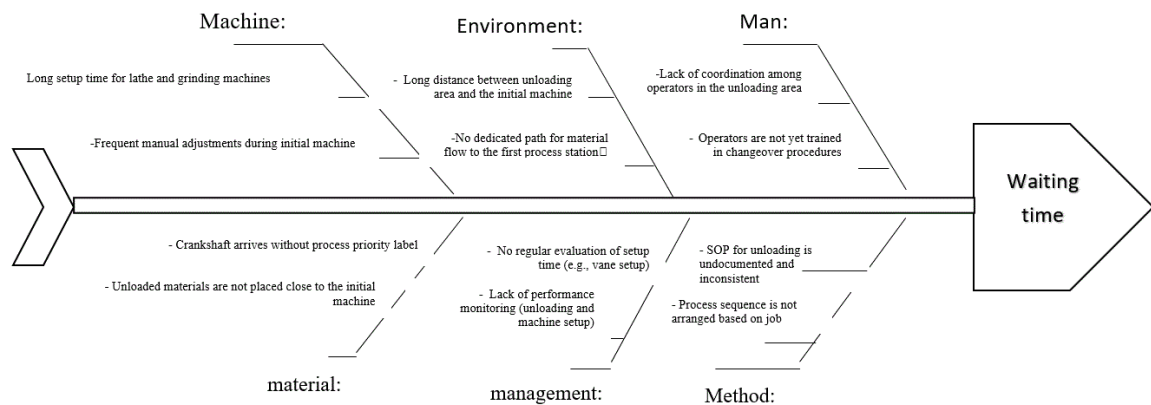 Machine:
Environment:
Man:
Long setup time for lathe and grinding machines
-Frequent manual adjustments during initial machine
- Long distance between unloading
area and the initial machine
-No dedicated path for material
flow to the first process station□
-Lack of coordination among
operators in the unloading area
- Operators are not yet trained
in changeover procedures
Waiting
time
- Crankshaft arrives without process priority label
- Unloaded materials are not placed close to the initial
machine
- No regular evaluation of setup
time (e.g., vane setup)
- Lack of performance
monitoring (unloading and
machine setup)
- SOP for unloading is
undocumented and
inconsistent
- Process sequence is not
arranged based on job
material:
management:
Method: